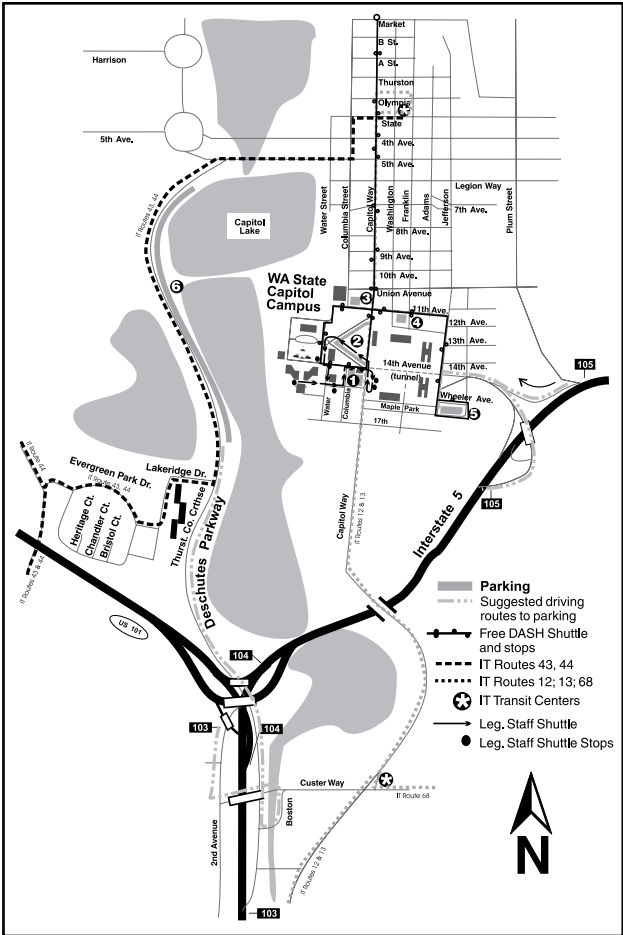 Market
B St.
A St.
Harrison
Thurston
Olympia
State
5th Ave.
4th Ave.
5th Ave.
IT Routes 43, 44
Water Street
Columbia Street
Capitol Way
Washington
Franklin
Adams
Jefferson
Legion Way
7th Ave.
Plum Street
8th Ave.
Capitol
Lake
9th Ave.
10th Ave.
WA State
Capitol
Campus
Union Avenue
6
3
11th Ave.
4
12th Ave.
2
13th Ave.
14th Avenue
(tunnel)
14th Ave.
105
1
Water
Columbia
Maple Park
Wheeler Ave.
5
17th
IT Route 44
Evergreen Park Dr.
IT Routes 43, 44
Lakeridge Dr.
Heritage Ct.
Chandler Ct.
Bristol Ct.
Thurst. Co. Crthse
Deschutes Parkway
Capitol Way
IT Routes 12 & 13
Interstate 5
105
IT Routes 43 & 44
US 101
104
103
104
Parking
Suggested driving
routes to parking
Free DASH Shuttle
and stops
IT Routes 43, 44
IT Routes 12; 13; 68
IT Transit Centers
Leg. Staff Shuttle
Leg. Staff Shuttle Stops
Custer Way
IT Route 68
2nd Avenue
Boston
IT Routes 12 & 13
N
103